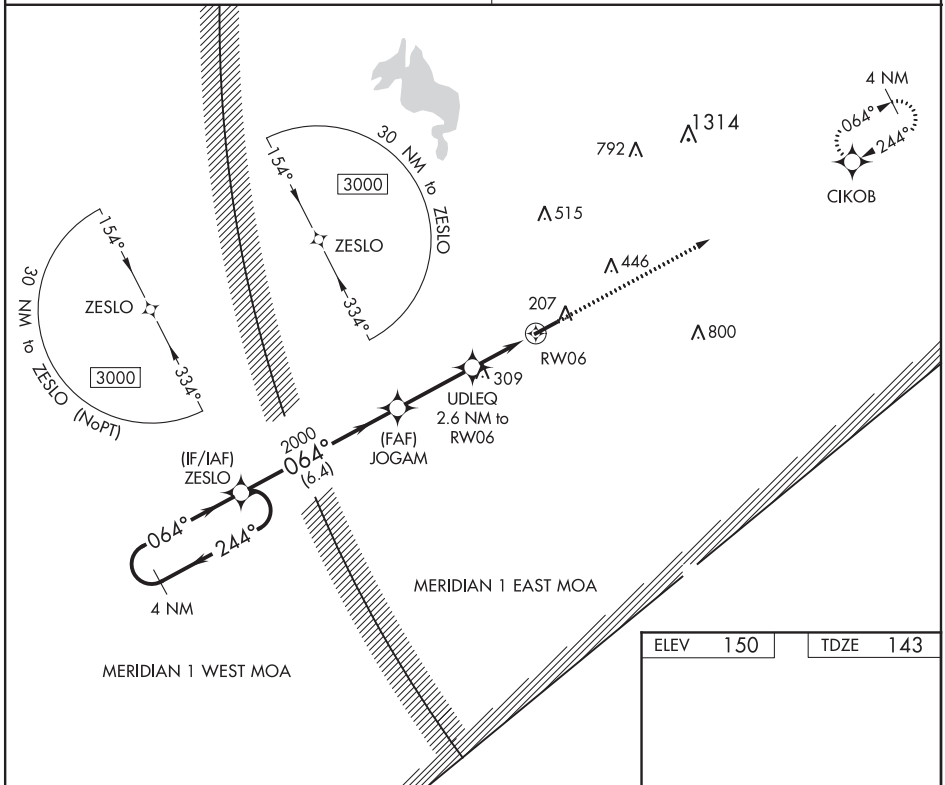 4 NM
064°
244°
CIKOB
1314
792
515
446
207
800
RW06
309
UDLEQ
2.6 NM to
RW06
(FAF)
JOGAM
30 NM to ZESLO
154°
3000
ZESLO
334°
30 NM to ZESLO (NoPT)
154°
ZESLO
3000
334°
(IF/IAF)
ZESLO
2000
064°
(6.4)
064°
244°
4 NM
MERIDIAN 1 EAST MOA
MERIDIAN 1 WEST MOA
ELEV 150
TDZE 143